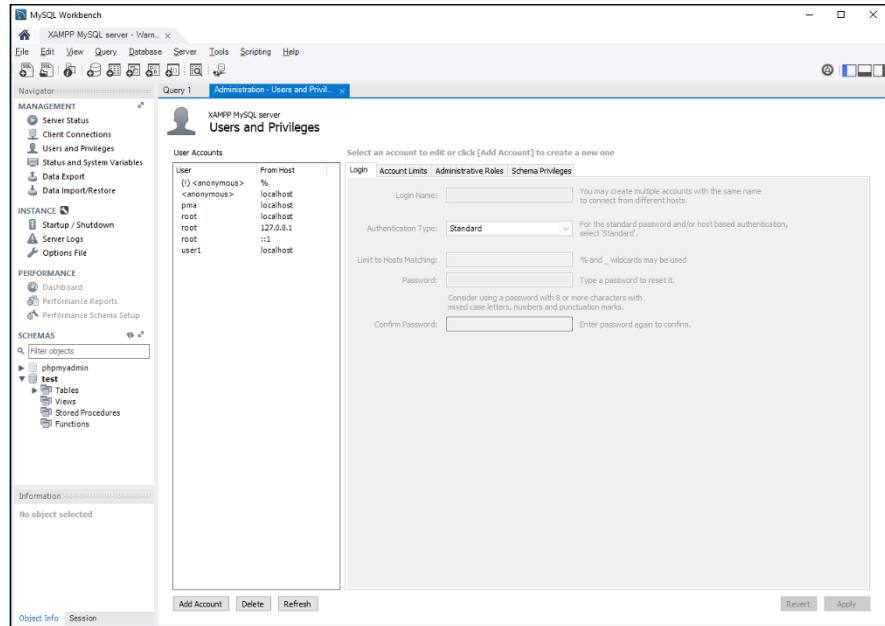 MySQL Workbench
XAMPP MySQL server - Warn...
File Edit View Query Database Server Tools Scripting Help
Navigator
MANAGEMENT
Server Status
Client Connections
Users and Privileges
Status and System Variables
Data Export
Data Import/Restore
INSTANCE
Startup / Shutdown
Server Logs
Options File
PERFORMANCE
Dashboard
Performance Reports
Performance Schema Setup
SCHEMAS
Filter objects
phpmyadmin
test
Tables
Views
Stored Procedures
Functions
Information
No object selected
Object Info Session
Query 1 Administration - Users and Privil...
XAMPP MySQL server
Users and Privileges
User Accounts
User From Host
(!) <anonymous> %
<anonymous> localhost
pma localhost
root localhost
root 127.0.0.1
root ::1
user1 localhost
Add Account Delete Refresh
Select an account to edit or click [Add Account] to create a new one
Login Account Limits Administrative Roles Schema Privileges
Login Name: You may create multiple accounts with the same name
to connect from different hosts.
Authentication Type: Standard For the standard password and/or host based authentication,
select 'Standard'.
Limit to Hosts Matching: % and _ wildcards may be used
Password: Type a password to reset it.
Consider using a password with 8 or more characters with
mixed case letters, numbers and punctuation marks.
Confirm Password: Enter password again to confirm.
Revert Apply